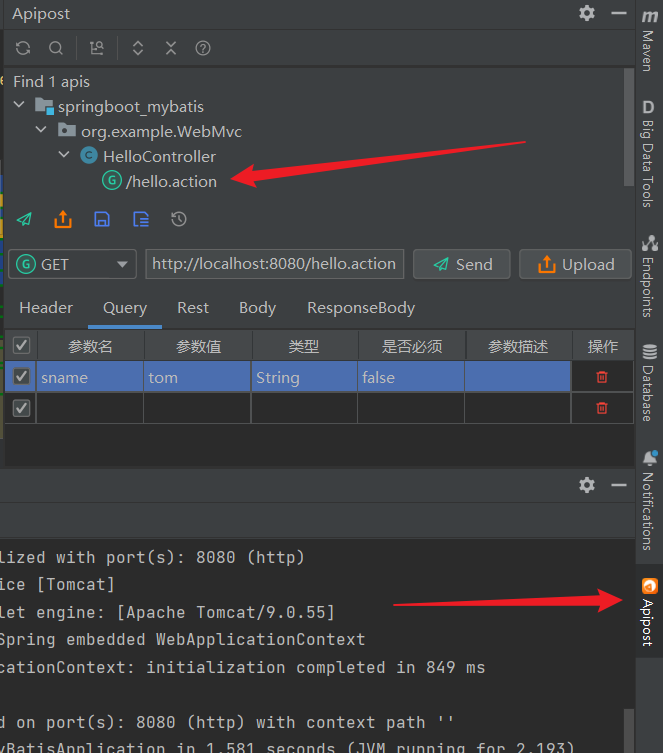 Apipost
Find 1 apis
springboot_mybatis
org.example.WebMvc
C HelloController
G /hello.action
G GET http://localhost:8080/hello.action Send Upload
Header Query Rest Body ResponseBody
参数名 参数值 类型 是否必须 参数描述 操作
sname tom String false
lized with port(s): 8080 (http)
ice [Tomcat]
let engine: [Apache Tomcat/9.0.55]
Spring embedded WebApplicationContext
cationContext: initialization completed in 849 ms
d on port(s): 8080 (http) with context path ''
yBatisApplication in 1.581 seconds (JVM running for 2.193)
m Maven
D Big Data Tools
Endpoints
Database
Notifications
Apipost